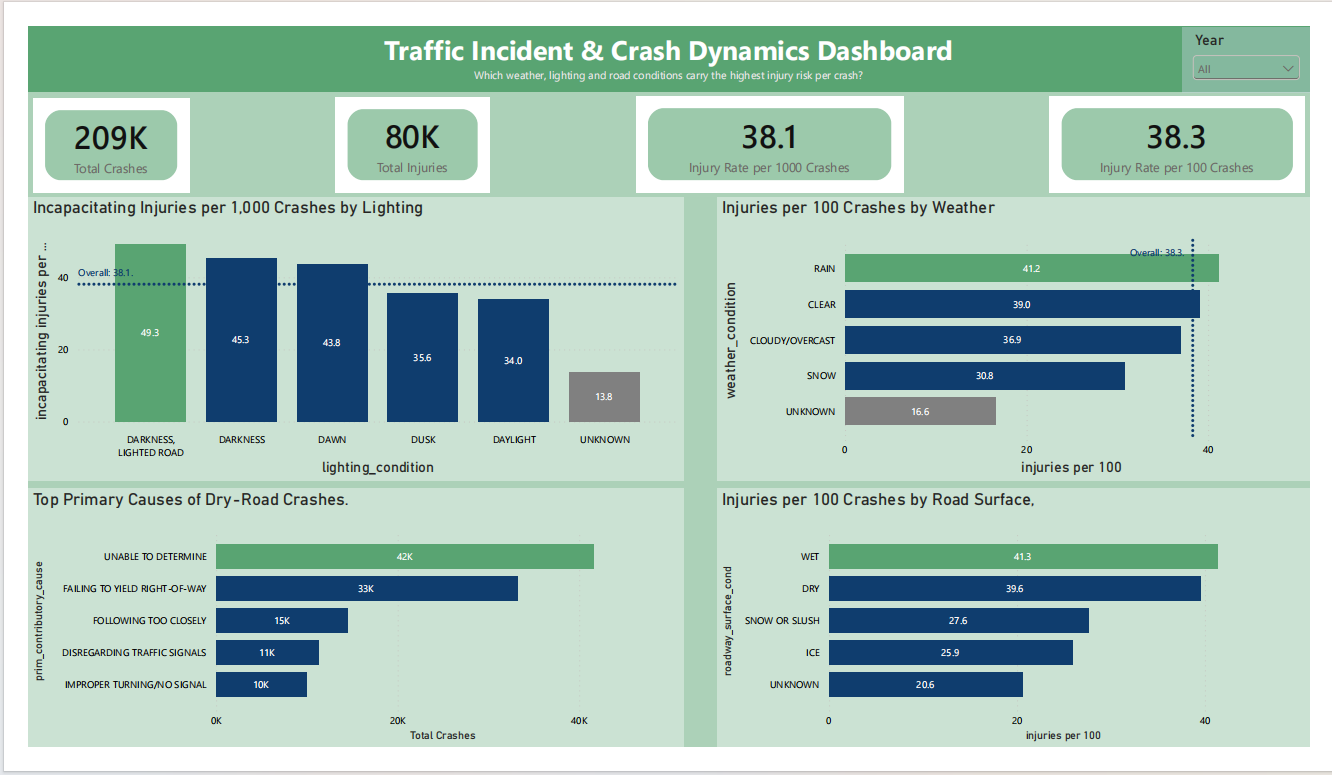 Traffic Incident & Crash Dynamics Dashboard
Which weather, lighting and road conditions carry the highest injury risk per crash?
Year
All
209K
Total Crashes
80K
Total Injuries
38.1
Injury Rate per 1000 Crashes
38.3
Injury Rate per 100 Crashes
Incapacitating Injuries per 1,000 Crashes by Lighting
incapacitating injuries per ...
40
20
0
Overall: 38.1.
49.3
45.3
43.8
35.6
34.0
13.8
DARKNESS,
LIGHTED ROAD
DARKNESS
DAWN
DUSK
DAYLIGHT
UNKNOWN
lighting_condition
Injuries per 100 Crashes by Weather
weather_condition
Overall: 38.3.
RAIN
41.2
CLEAR
39.0
CLOUDY/OVERCAST
36.9
SNOW
30.8
UNKNOWN
16.6
0
20
40
injuries per 100
Top Primary Causes of Dry-Road Crashes.
prim_contributory_cause
UNABLE TO DETERMINE
42K
FAILING TO YIELD RIGHT-OF-WAY
33K
FOLLOWING TOO CLOSELY
15K
DISREGARDING TRAFFIC SIGNALS
11K
IMPROPER TURNING/NO SIGNAL
10K
0K
20K
40K
Total Crashes
Injuries per 100 Crashes by Road Surface,
roadway_surface_cond
WET
41.3
DRY
39.6
SNOW OR SLUSH
27.6
ICE
25.9
UNKNOWN
20.6
0
20
40
injuries per 100